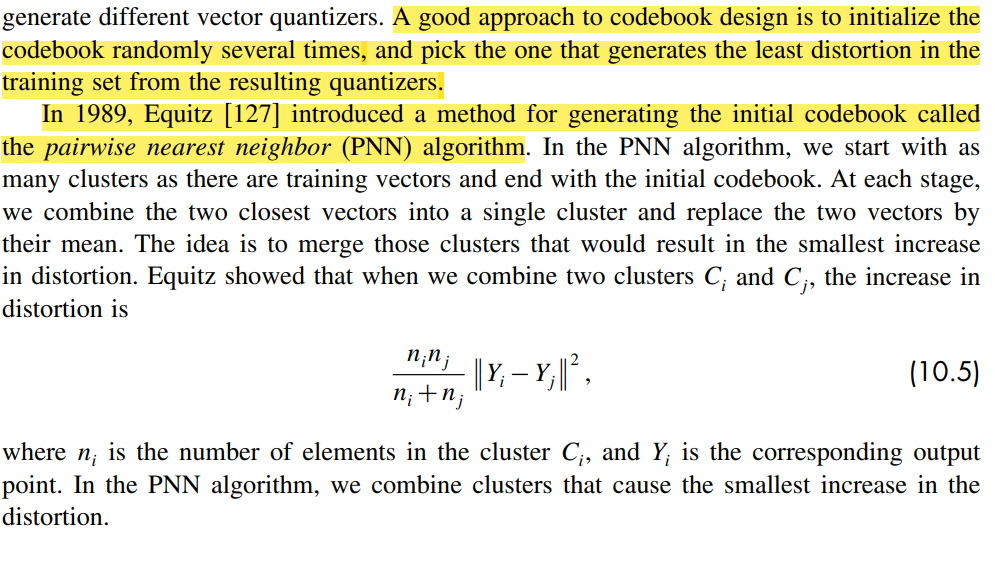 generate different vector quantizers. A good approach to codebook design is to initialize the
codebook randomly several times, and pick the one that generates the least distortion in the
training set from the resulting quantizers.
In 1989, Equitz [127] introduced a method for generating the initial codebook called
the pairwise nearest neighbor (PNN) algorithm. In the PNN algorithm, we start with as
many clusters as there are training vectors and end with the initial codebook. At each stage,
we combine the two closest vectors into a single cluster and replace the two vectors by
their mean. The idea is to merge those clusters that would result in the smallest increase
in distortion. Equitz showed that when we combine two clusters C_i and C_j, the increase in
distortion is
\frac{n_i n_j}{n_i + n_j} \|Y_i - Y_j\|^2, (10.5)
where n_i is the number of elements in the cluster C_i, and Y_i is the corresponding output
point. In the PNN algorithm, we combine clusters that cause the smallest increase in the
distortion.